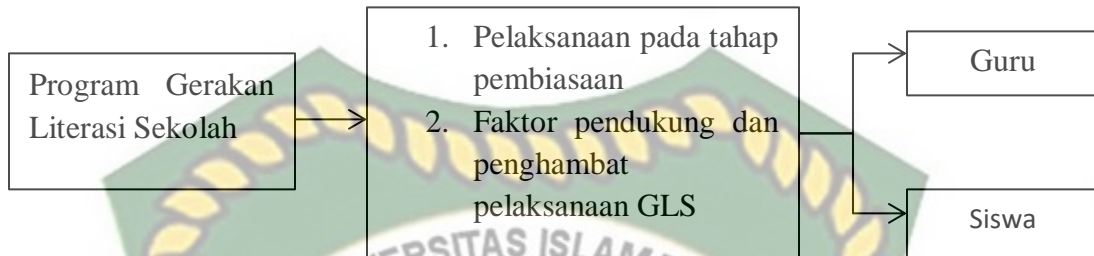 Program Gerakan
Literasi Sekolah
1. Pelaksanaan pada tahap
pembiasaan
2. Faktor pendukung dan
penghambat
pelaksanaan GLS
Guru
Siswa
ERSITAS ISLAM